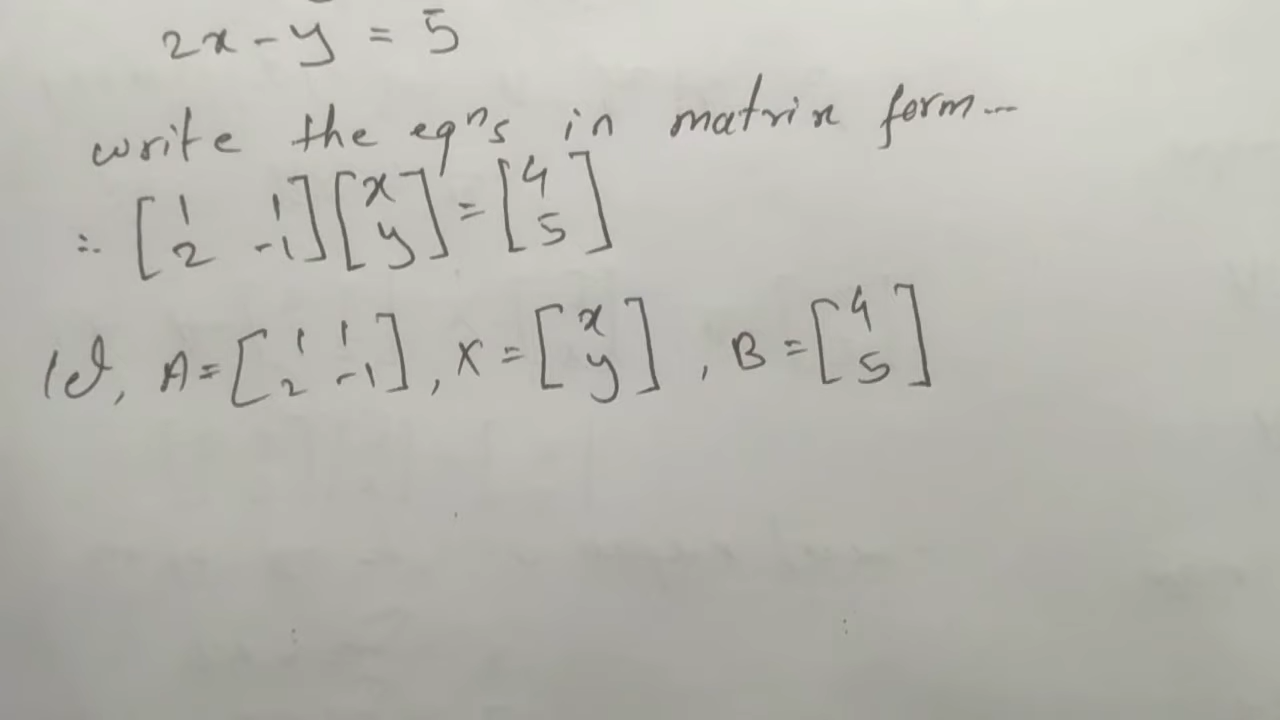 2x - y = 5
write the eqⁿs in matrix form...
∴ [1 1; 2 -1] [x; y] = [4; 5]
let, A = [1 1; 2 -1], X = [x; y], B = [4; 5]